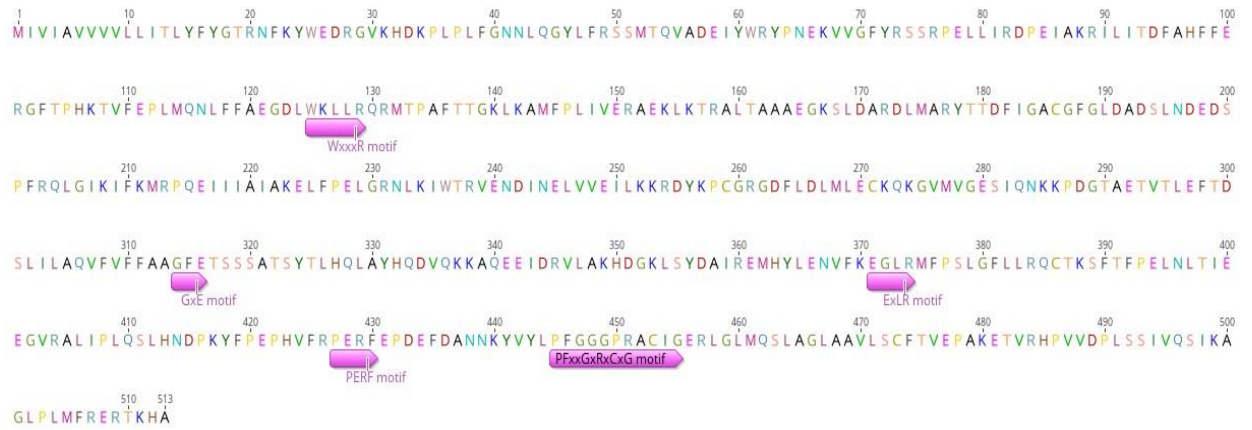 1 10 20 30 40 50 60 70 80 90 100
MIVIAVVVVLLITLYFYGTRNFKYWEDRGVKHDKPLPLFGNNLQGYLFRSSMTQVADEIYWRYPNEKVVGFYRSSRPELLIRDPEIAKRILITDFAHFFE
110 120 130 140 150 160 170 180 190 200
RGFTPHKTVFEPLMQNLFFAEGDLWKLLRQRMTPAFTTGKLKAMFPLIVERAEKLKTRALTAAAEGKSLDARDLMARYTTDFIGACGFGLDADSLNDEDS
WxxxR motif
210 220 230 240 250 260 270 280 290 300
PFRQLGIKIFKMRPQEIIIAIAKELFPELGRNLKIWTRVENDINELVVEILKKRDYKPCGRGDFLDLMLECKQKGVMVGESIQNKKPDGTAETVTLEFTD
310 320 330 340 350 360 370 380 390 400
SLILAQVFVFFAAGFETSSSATSYTLHQLAYHQDVQKKAQEEIDRVLAKHDGKLSYDAIREMHYLENVFKEGLRMFPSLGFLLRQCTKSFTFPELNLTIE
GxE motif ExLR motif
410 420 430 440 450 460 470 480 490 500
EGVRALIPLQSLHNDPKYFPEPHVFRPERFEPDEFDANNKYVYLPFGGGPRACIGERLGLMQSLAGLAAVLSCFTVEPAKETVRHPVVDPLSSIVQSIKA
PERF motif PFxxGxRxCxG motif
510 513
GLPLMFRERTKHA